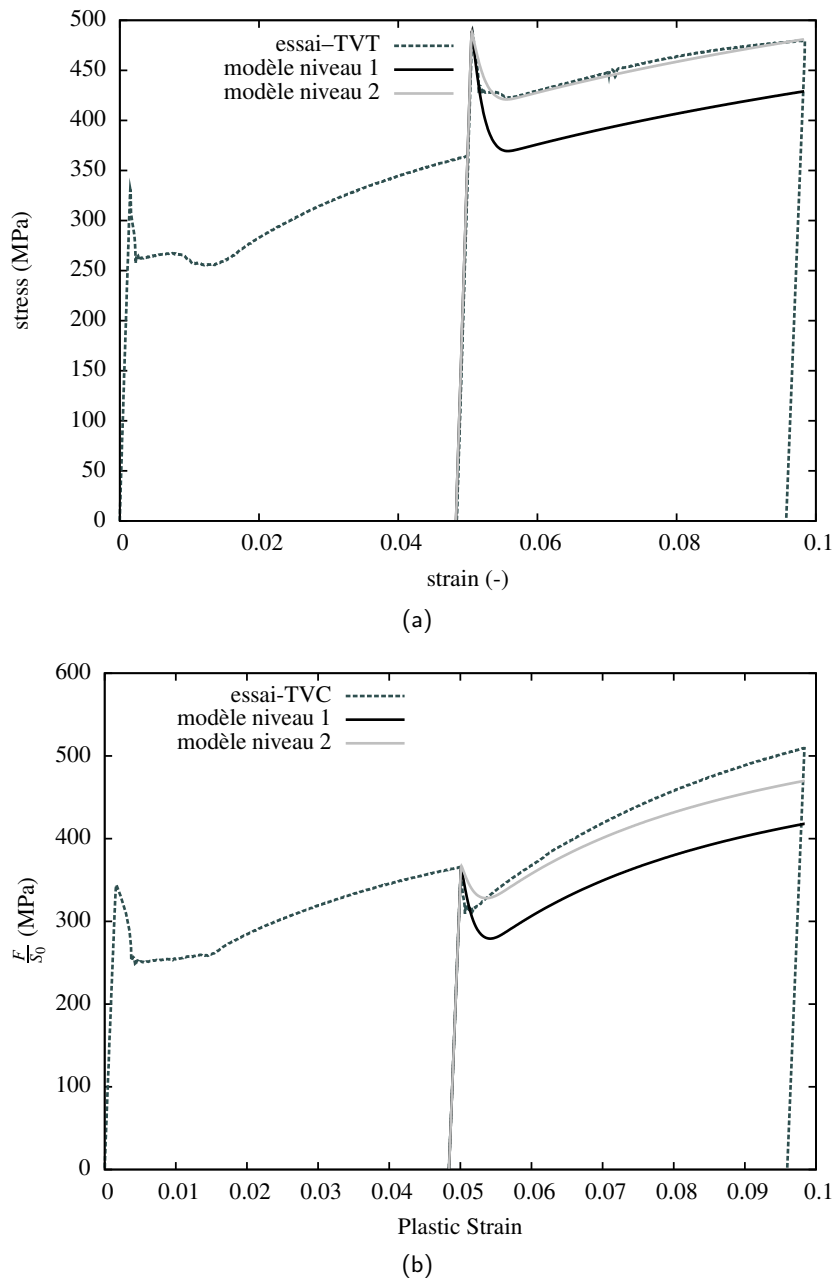 500
450
400
350
300
250
200
150
100
50
0
stress (MPa)
essai–TVT
modèle niveau 1
modèle niveau 2
0 0.02 0.04 0.06 0.08 0.1
strain (-)
(a)
600
500
400
300
200
100
0
F/S0 (MPa)
essai-TVC
modèle niveau 1
modèle niveau 2
0 0.01 0.02 0.03 0.04 0.05 0.06 0.07 0.08 0.09 0.1
Plastic Strain
(b)